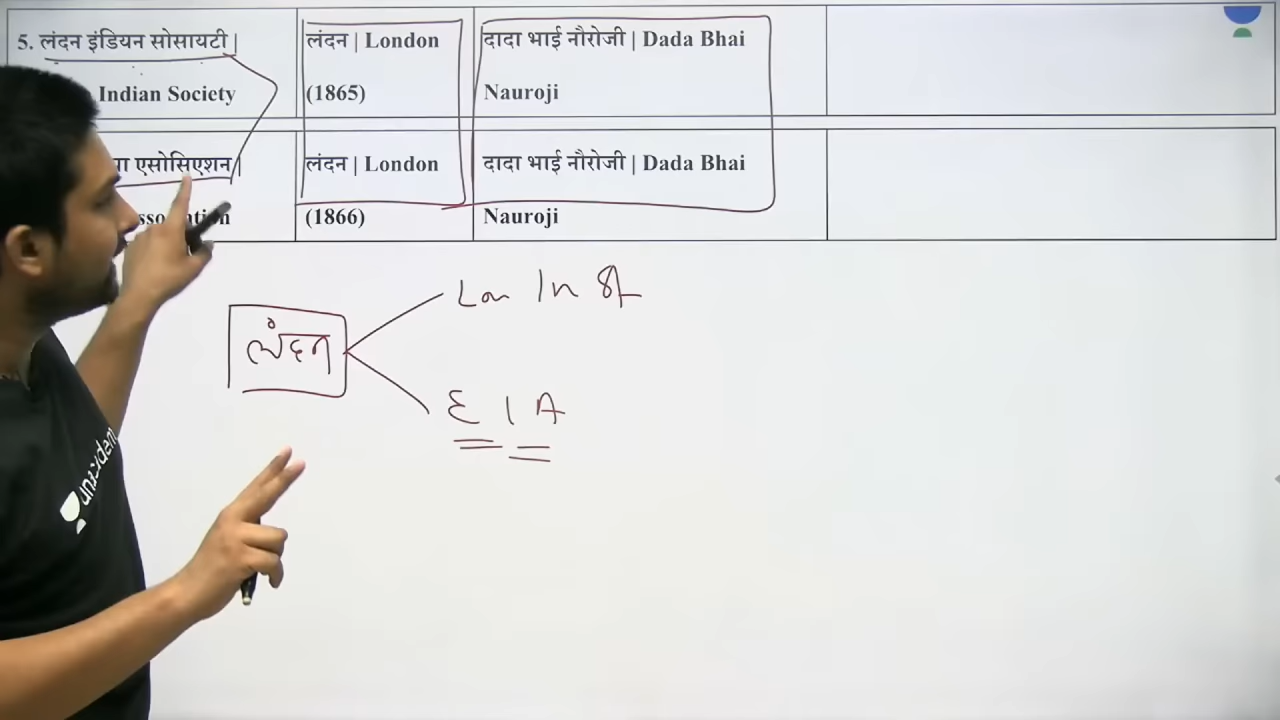 5. लंदन इंडियन सोसायटी |
Indian Society
लंदन | London
(1865)
दादा भाई नौरोजी | Dada Bhai
Nauroji
एसोसिएशन |
लंदन | London
(1866)
दादा भाई नौरोजी | Dada Bhai
Nauroji
लंदन
Lon In
E I A
unacademy